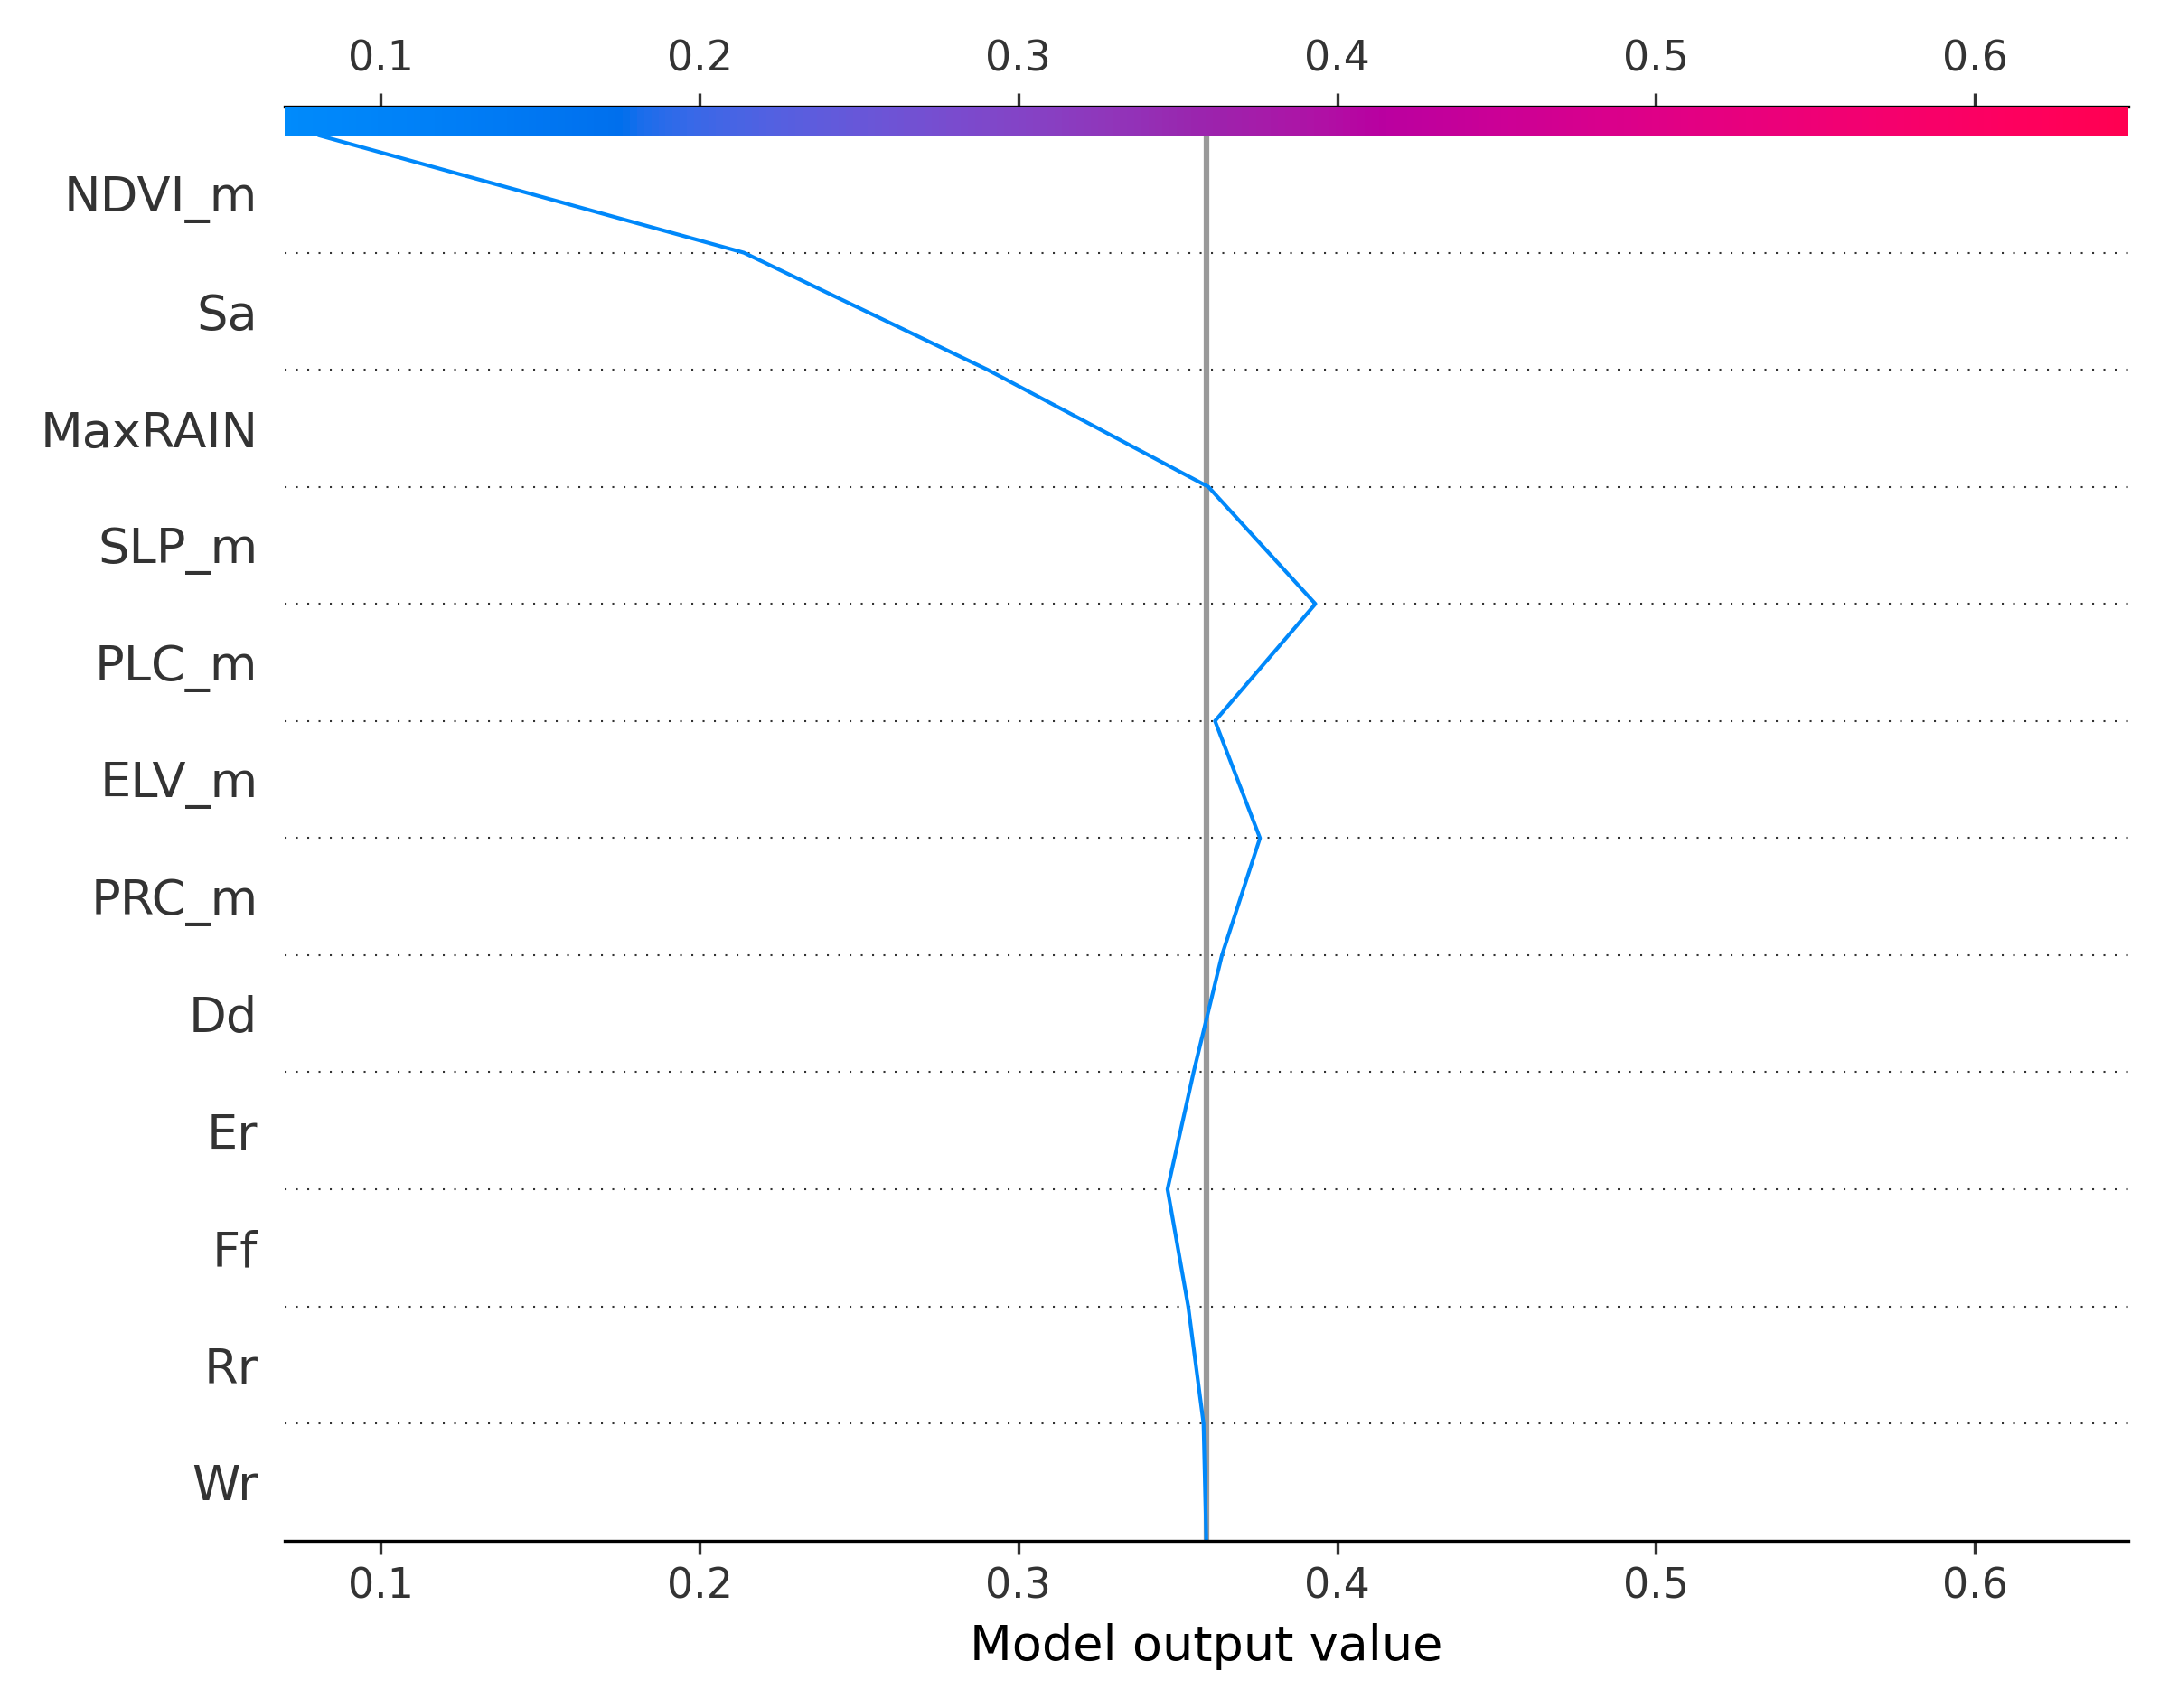 0.1 0.2 0.3 0.4 0.5 0.6
NDVI_m
Sa
MaxRAIN
SLP_m
PLC_m
ELV_m
PRC_m
Dd
Er
Ff
Rr
Wr
0.1 0.2 0.3 0.4 0.5 0.6
Model output value